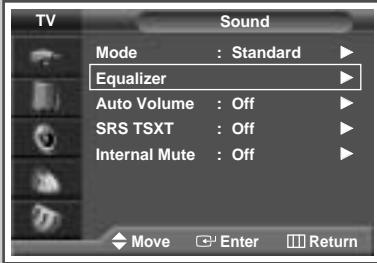 TV Sound
Mode : Standard ▶
Equalizer ▶
Auto Volume : Off ▶
SRS TSXT : Off ▶
Internal Mute : Off ▶
Move Enter Return